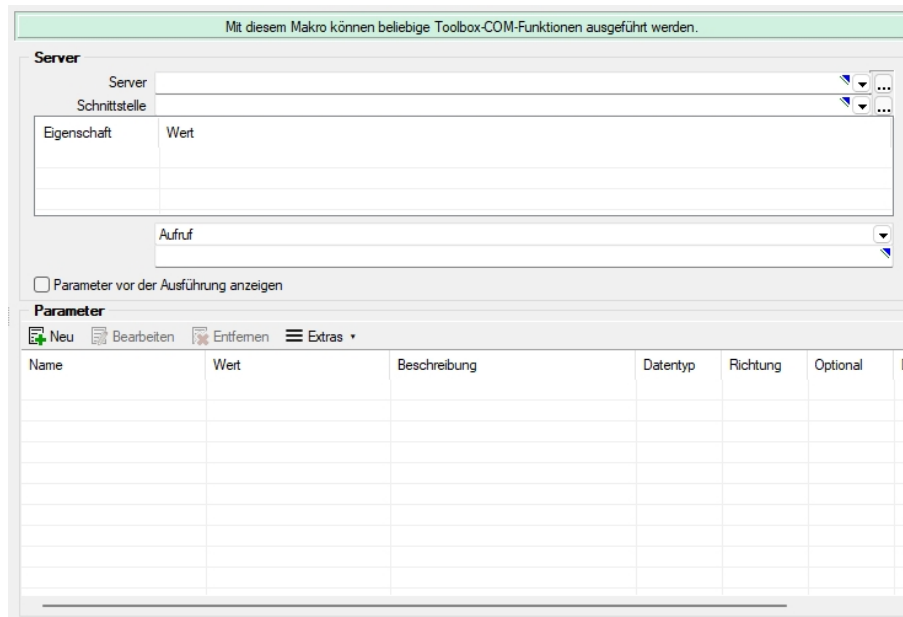 Mit diesem Makro können beliebige Toolbox-COM-Funktionen ausgeführt werden.
Server
Server
...
Schnittstelle
...
Eigenschaft Wert
Aufruf
Parameter vor der Ausführung anzeigen
Parameter
Neu Bearbeiten Entfernen Extras
Name Wert Beschreibung Datentyp Richtung Optional